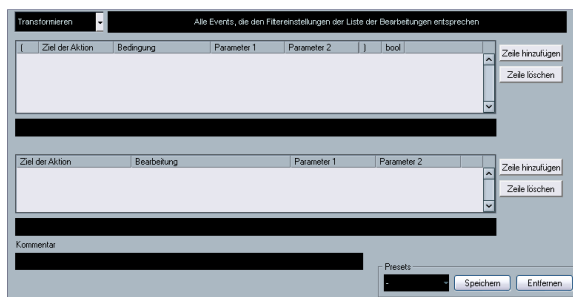 Transformieren Alle Events, die den Filtereinstellungen der Liste der Bearbeitungen entsprechen
( Ziel der Aktion Bedingung Parameter 1 Parameter 2 ) bool
Zeile hinzufügen
Zeile löschen
Ziel der Aktion Bearbeitung Parameter 1 Parameter 2
Zeile hinzufügen
Zeile löschen
Kommentar
Presets
- Speichern Entfernen